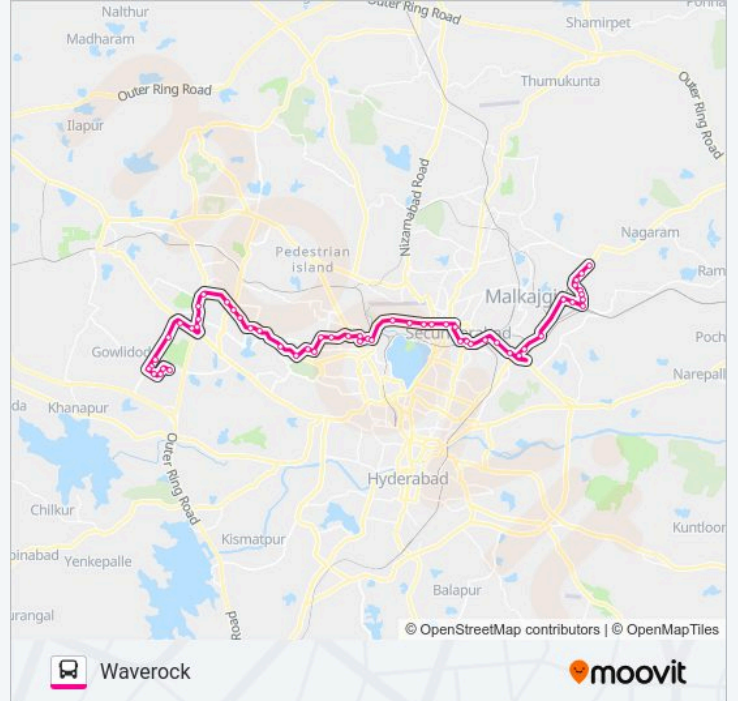 Nalthur
Outer Ring Road
Shamirpet
Madharam
Thumukunta
Outer Ring Road
Outer Ring Road
Ilapur
Nizamabad Road
Nagaram
Pedestrian
island
Ram
Malkajgi
Secun erabad
Gowlidod
Poch
Narepall
da
Khanapur
Outer Ring Road
Hyderabad
Chilkur
Kuntloor
Kismatpur
pinabad
Yenkepalle
Balapur
urangal
Road
© OpenStreetMap contributors | © OpenMapTiles
Waverock
moovit